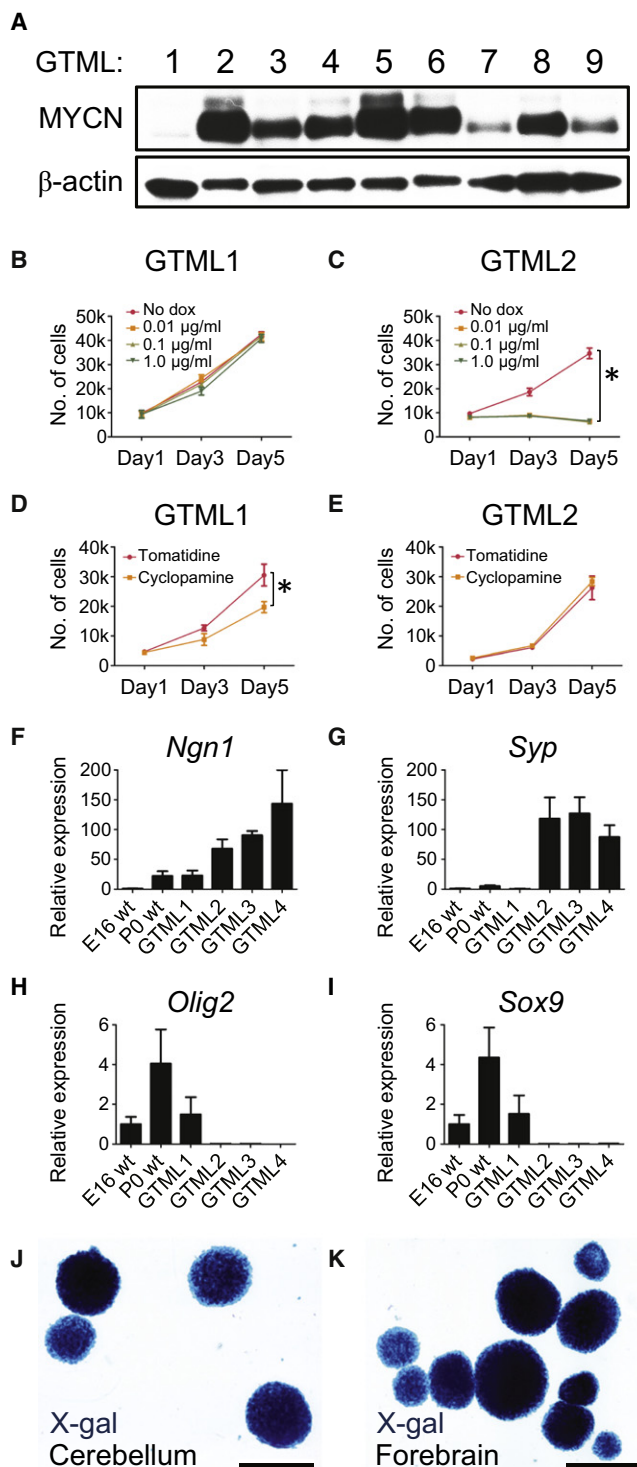 A
GTML: 1 2 3 4 5 6 7 8 9
MYCN
β-actin
B GTML1
No. of cells
50k
40k
30k
20k
10k
0
No dox
0.01 µg/ml
0.1 µg/ml
1.0 µg/ml
Day1 Day3 Day5
C GTML2
No. of cells
50k
40k
30k
20k
10k
0
No dox
0.01 µg/ml
0.1 µg/ml
1.0 µg/ml
*
Day1 Day3 Day5
D GTML1
No. of cells
40k
30k
20k
10k
0
Tomatidine
Cyclopamine
*
Day1 Day3 Day5
E GTML2
No. of cells
40k
30k
20k
10k
0
Tomatidine
Cyclopamine
Day1 Day3 Day5
F Ngn1
Relative expression
200
150
100
50
0
E16 wt P0 wt GTML1 GTML2 GTML3 GTML4
G Syp
Relative expression
200
150
100
50
0
E16 wt P0 wt GTML1 GTML2 GTML3 GTML4
H Olig2
Relative expression
6
4
2
0
E16 wt P0 wt GTML1 GTML2 GTML3 GTML4
I Sox9
Relative expression
6
4
2
0
E16 wt P0 wt GTML1 GTML2 GTML3 GTML4
J
X-gal
Cerebellum
K
X-gal
Forebrain